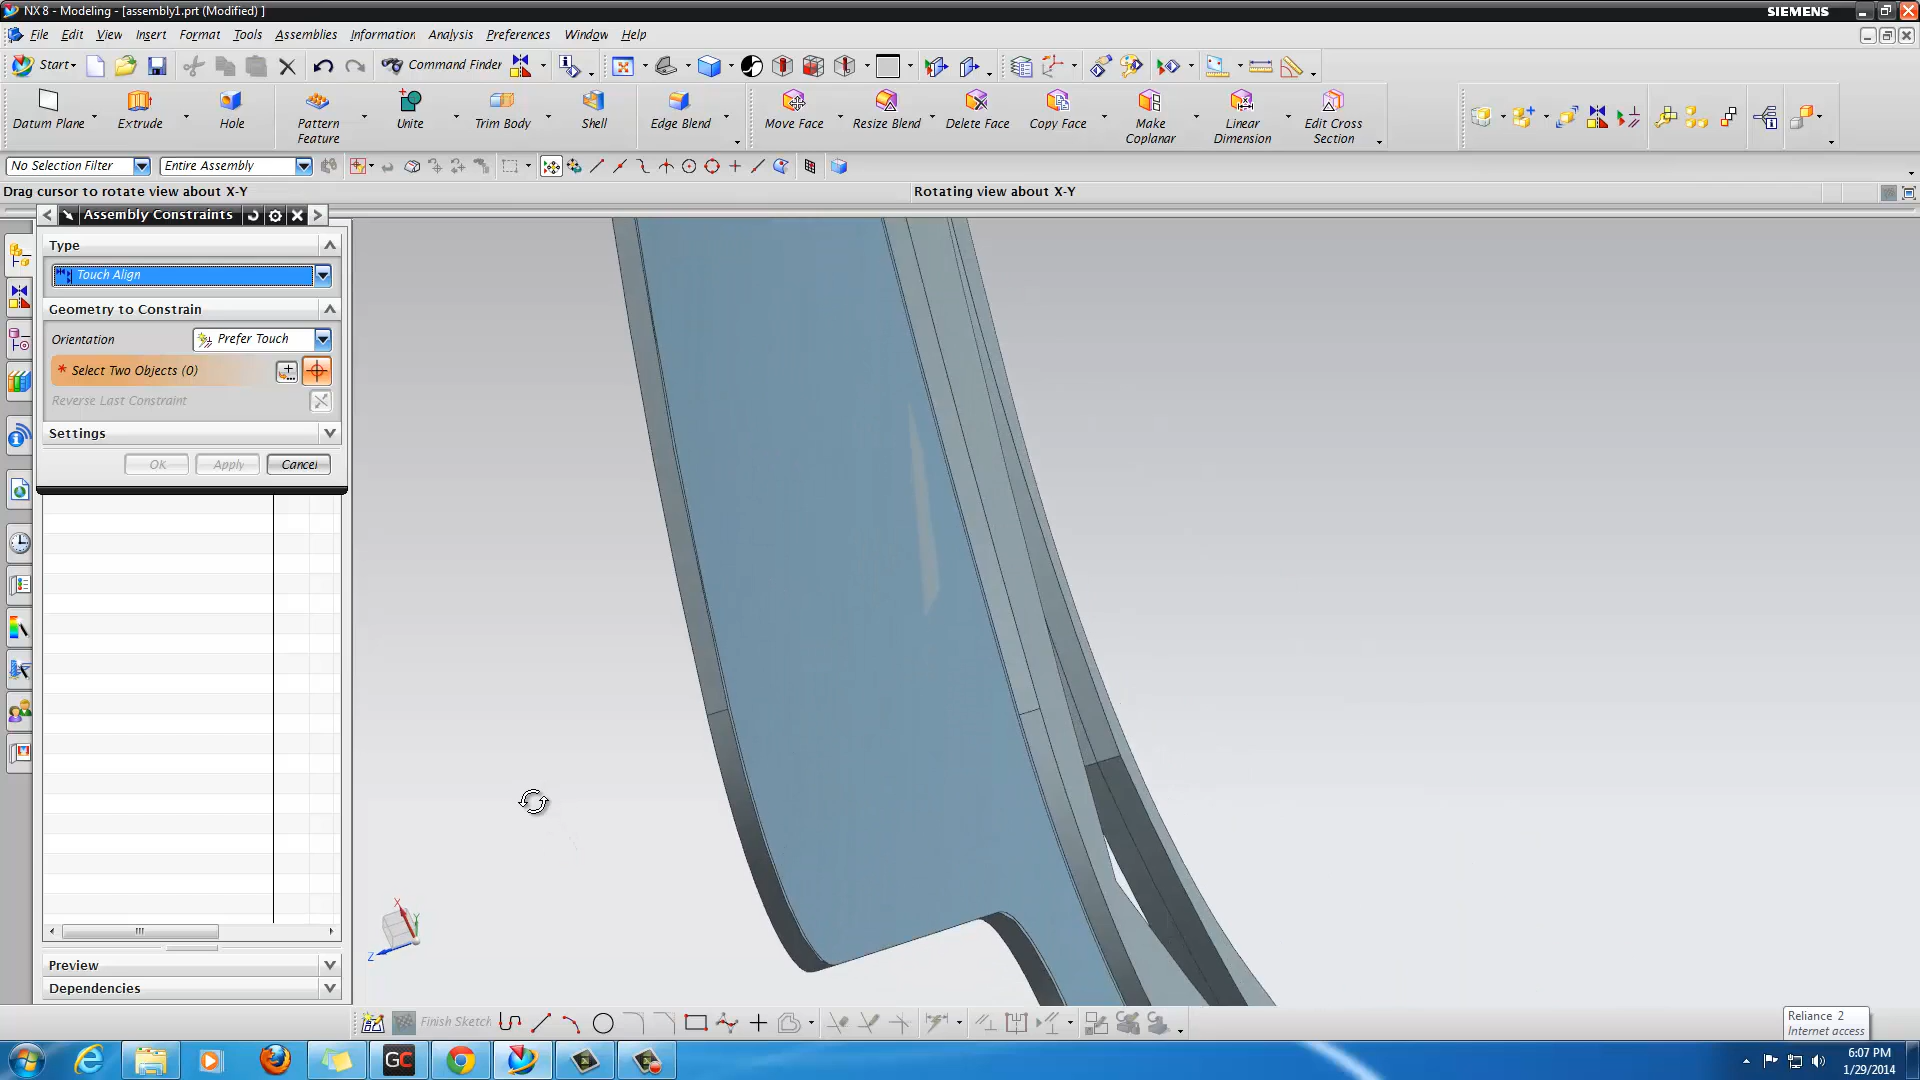 NX 8 - Modeling - [assembly1.prt (Modified) ]
SIEMENS
File Edit View Insert Format Tools Assemblies Information Analysis Preferences Window Help
Start
Command Finder
Datum Plane
Extrude
Hole
Pattern
Feature
Unite
Trim Body
Shell
Edge Blend
Move Face
Resize Blend
Delete Face
Copy Face
Make
Coplanar
Linear
Dimension
Edit Cross
Section
No Selection Filter
Entire Assembly
Drag cursor to rotate view about X-Y
Rotating view about X-Y
Assembly Constraints
Type
Touch Align
Geometry to Constrain
Orientation
Prefer Touch
* Select Two Objects (0)
Reverse Last Constraint
Settings
OK
Apply
Cancel
X
Y
Z
Preview
Dependencies
Finish Sketch
Reliance 2
Internet access
GC
6:07 PM
1/29/2014